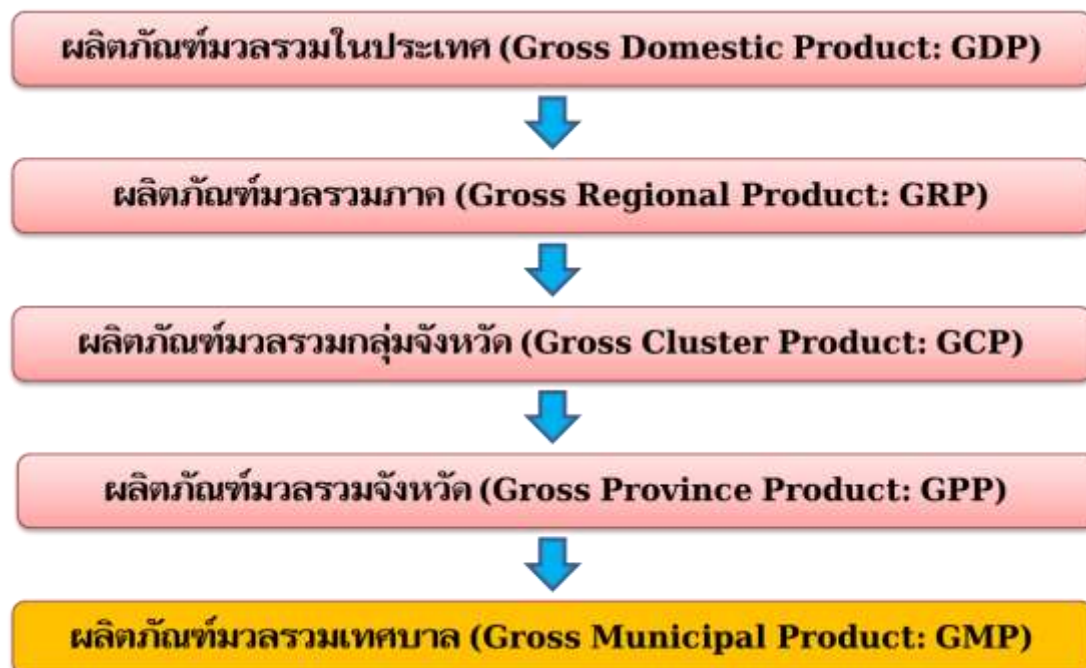 ผลิตภัณฑ์มวลรวมในประเทศ (Gross Domestic Product: GDP)
ผลิตภัณฑ์มวลรวมภาค (Gross Regional Product: GRP)
ผลิตภัณฑ์มวลรวมกลุ่มจังหวัด (Gross Cluster Product: GCP)
ผลิตภัณฑ์มวลรวมจังหวัด (Gross Province Product: GPP)
ผลิตภัณฑ์มวลรวมเทศบาล (Gross Municipal Product: GMP)